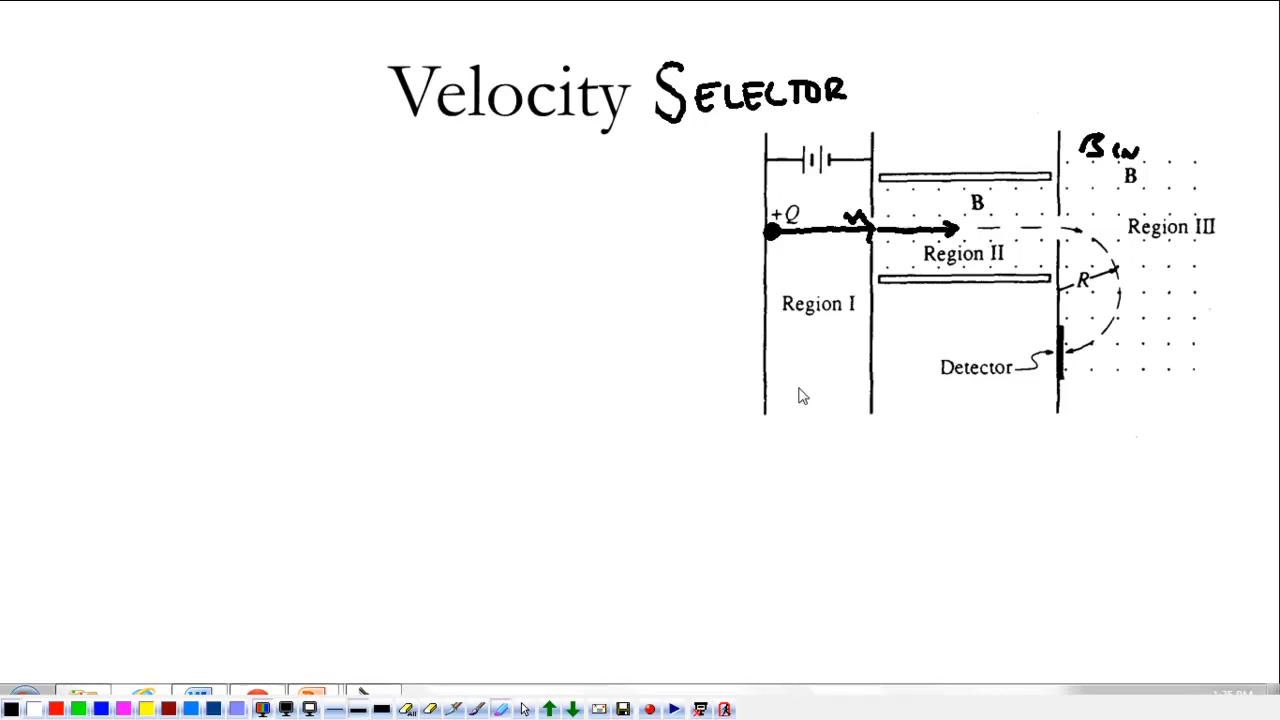 Velocity SELECTOR
B IN
B
+Q
B
Region III
Region II
R
Region I
Detector